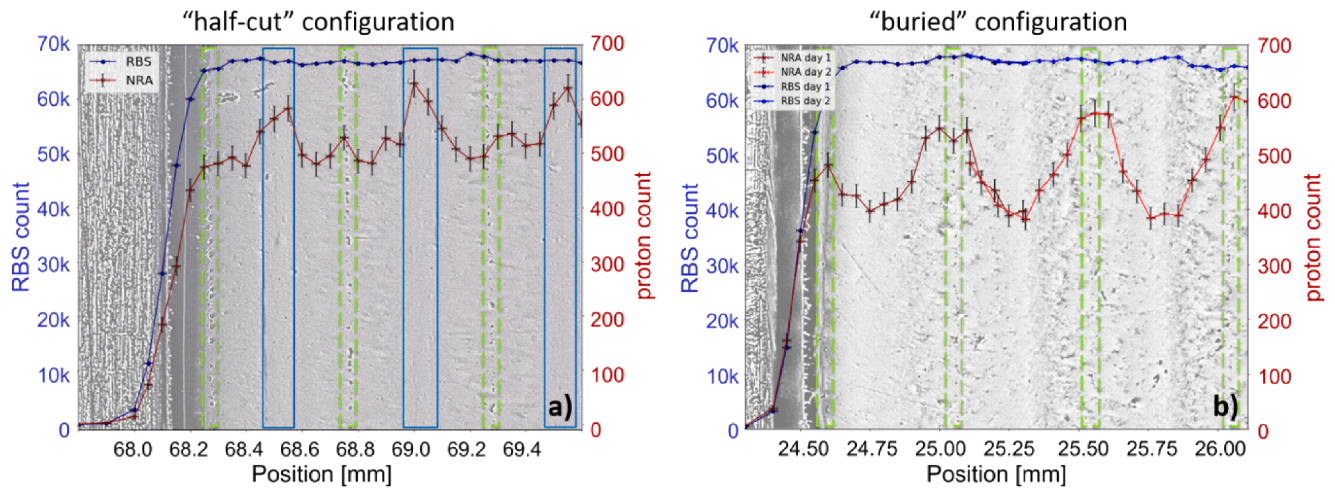 “half-cut” configuration
“buried” configuration
70k
60k
50k
40k
30k
20k
10k
0
RBS count
RBS
NRA
700
600
500
400
300
200
100
0
proton count
a)
68.0
68.2
68.4
68.6
68.8
69.0
69.2
69.4
Position [mm]
70k
60k
50k
40k
30k
20k
10k
0
RBS count
NRA day 1
NRA day 2
RBS day 1
RBS day 2
700
600
500
400
300
200
100
0
proton count
b)
24.50
24.75
25.00
25.25
25.50
25.75
26.00
Position [mm]